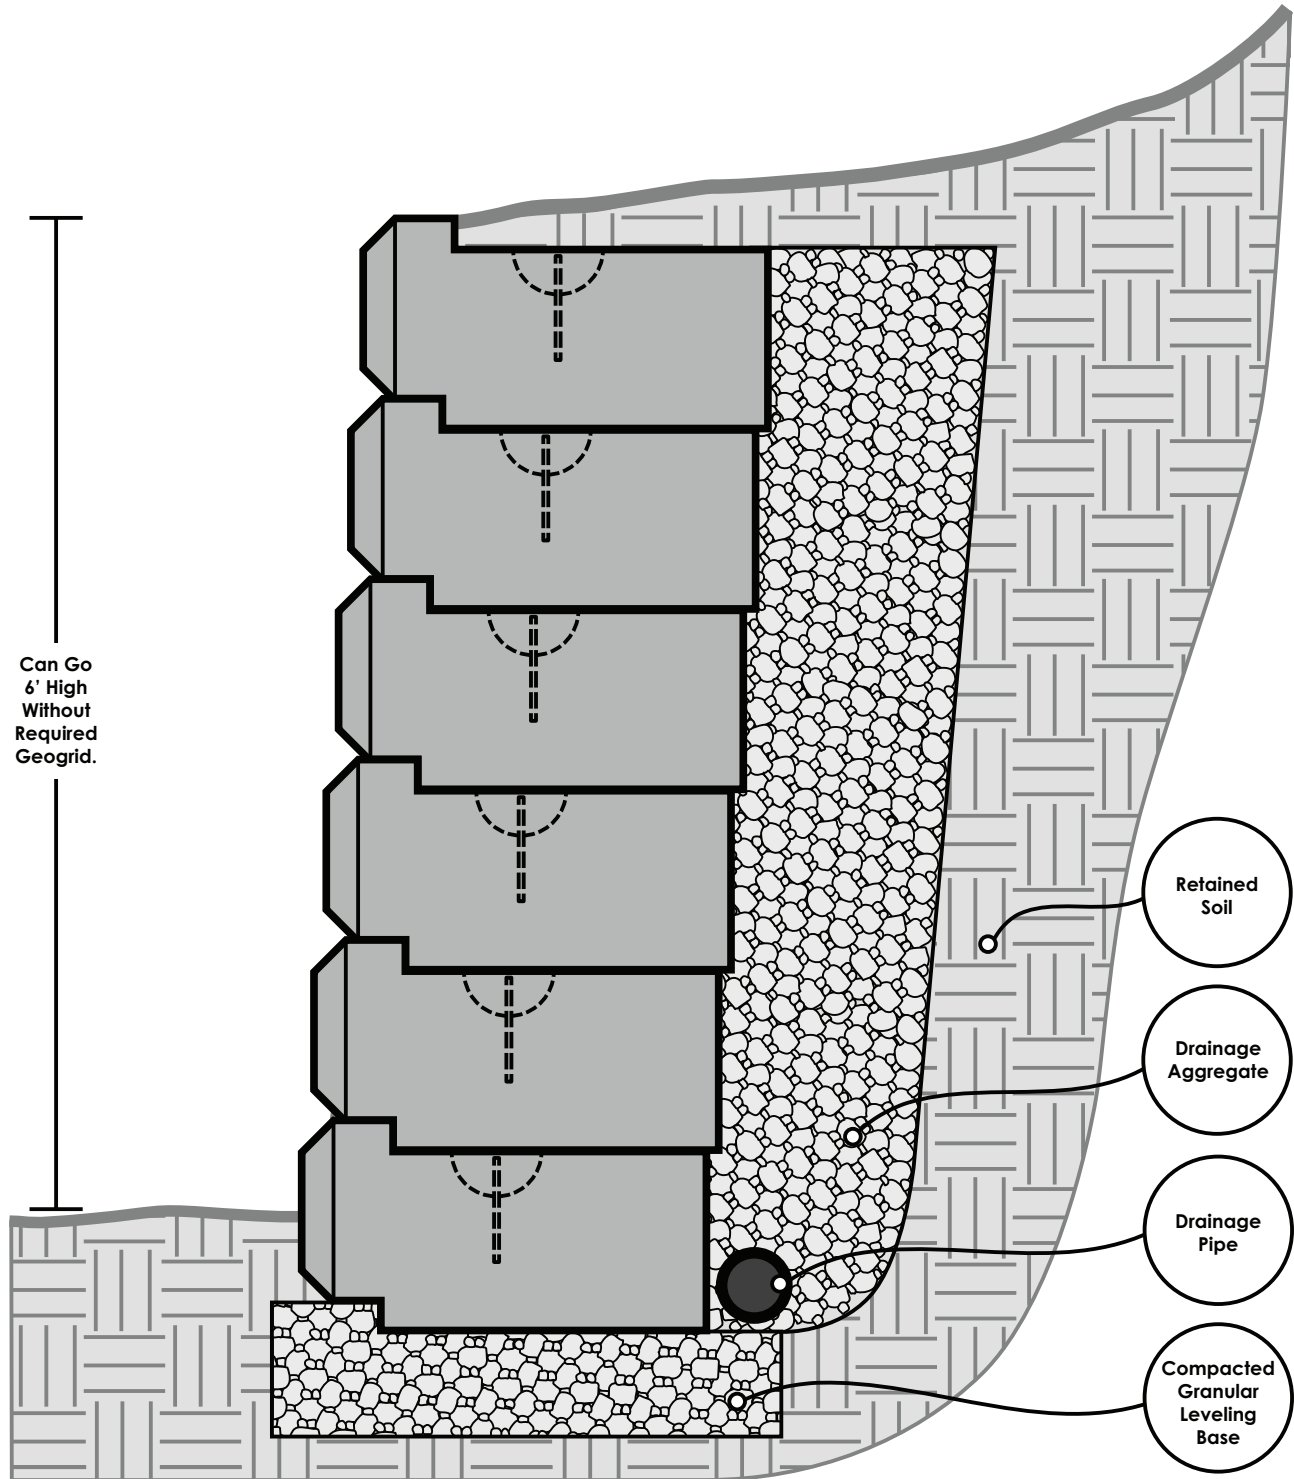 Can Go
6' High
Without
Required
Geogrid.
Retained
Soil
Drainage
Aggregate
Drainage
Pipe
Compacted
Granular
Leveling
Base